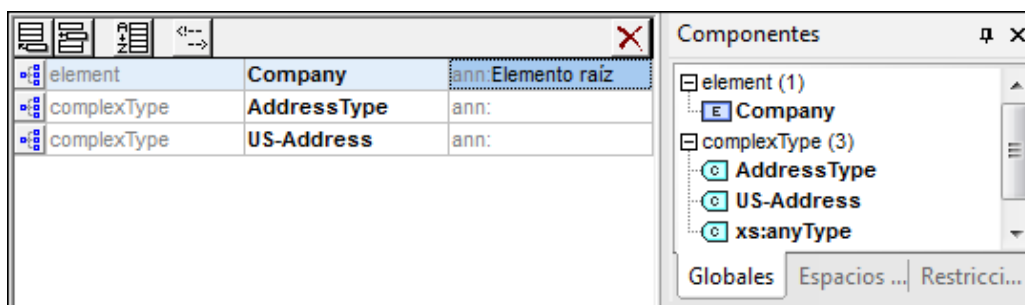 Componentes
element Company ann:Elemento raíz
complexType AddressType ann:
complexType US-Address ann:
element (1)
E Company
complexType (3)
C AddressType
C US-Address
C xs:anyType
Globales Espacios ... Restricci...